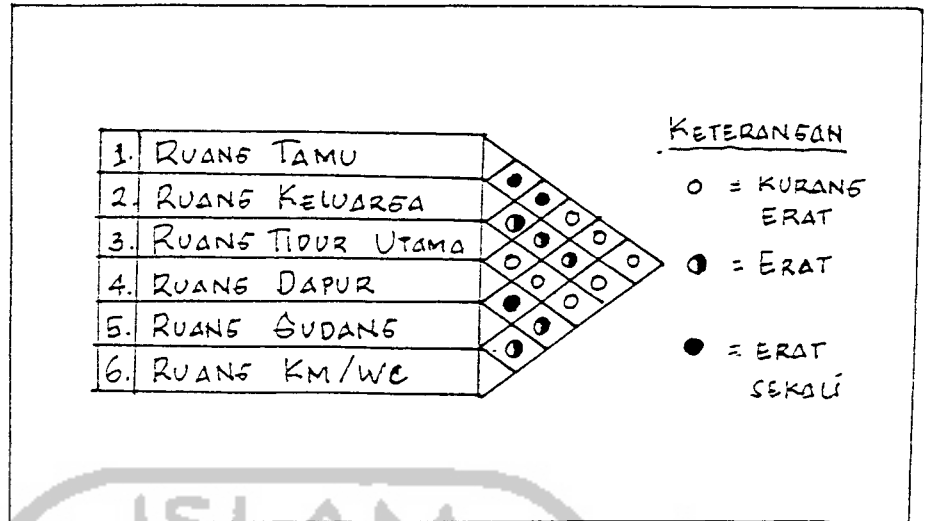 1. RUANG TAMU
2. RUANG KELUARGA
3. RUANG TIDUR UTAMA
4. RUANG DAPUR
5. RUANG GUDANG
6. RUANG KM/WC
KETERANGAN
○ = KURANG
ERAT
◑ = ERAT
● = ERAT
SEKALI
ISLAM